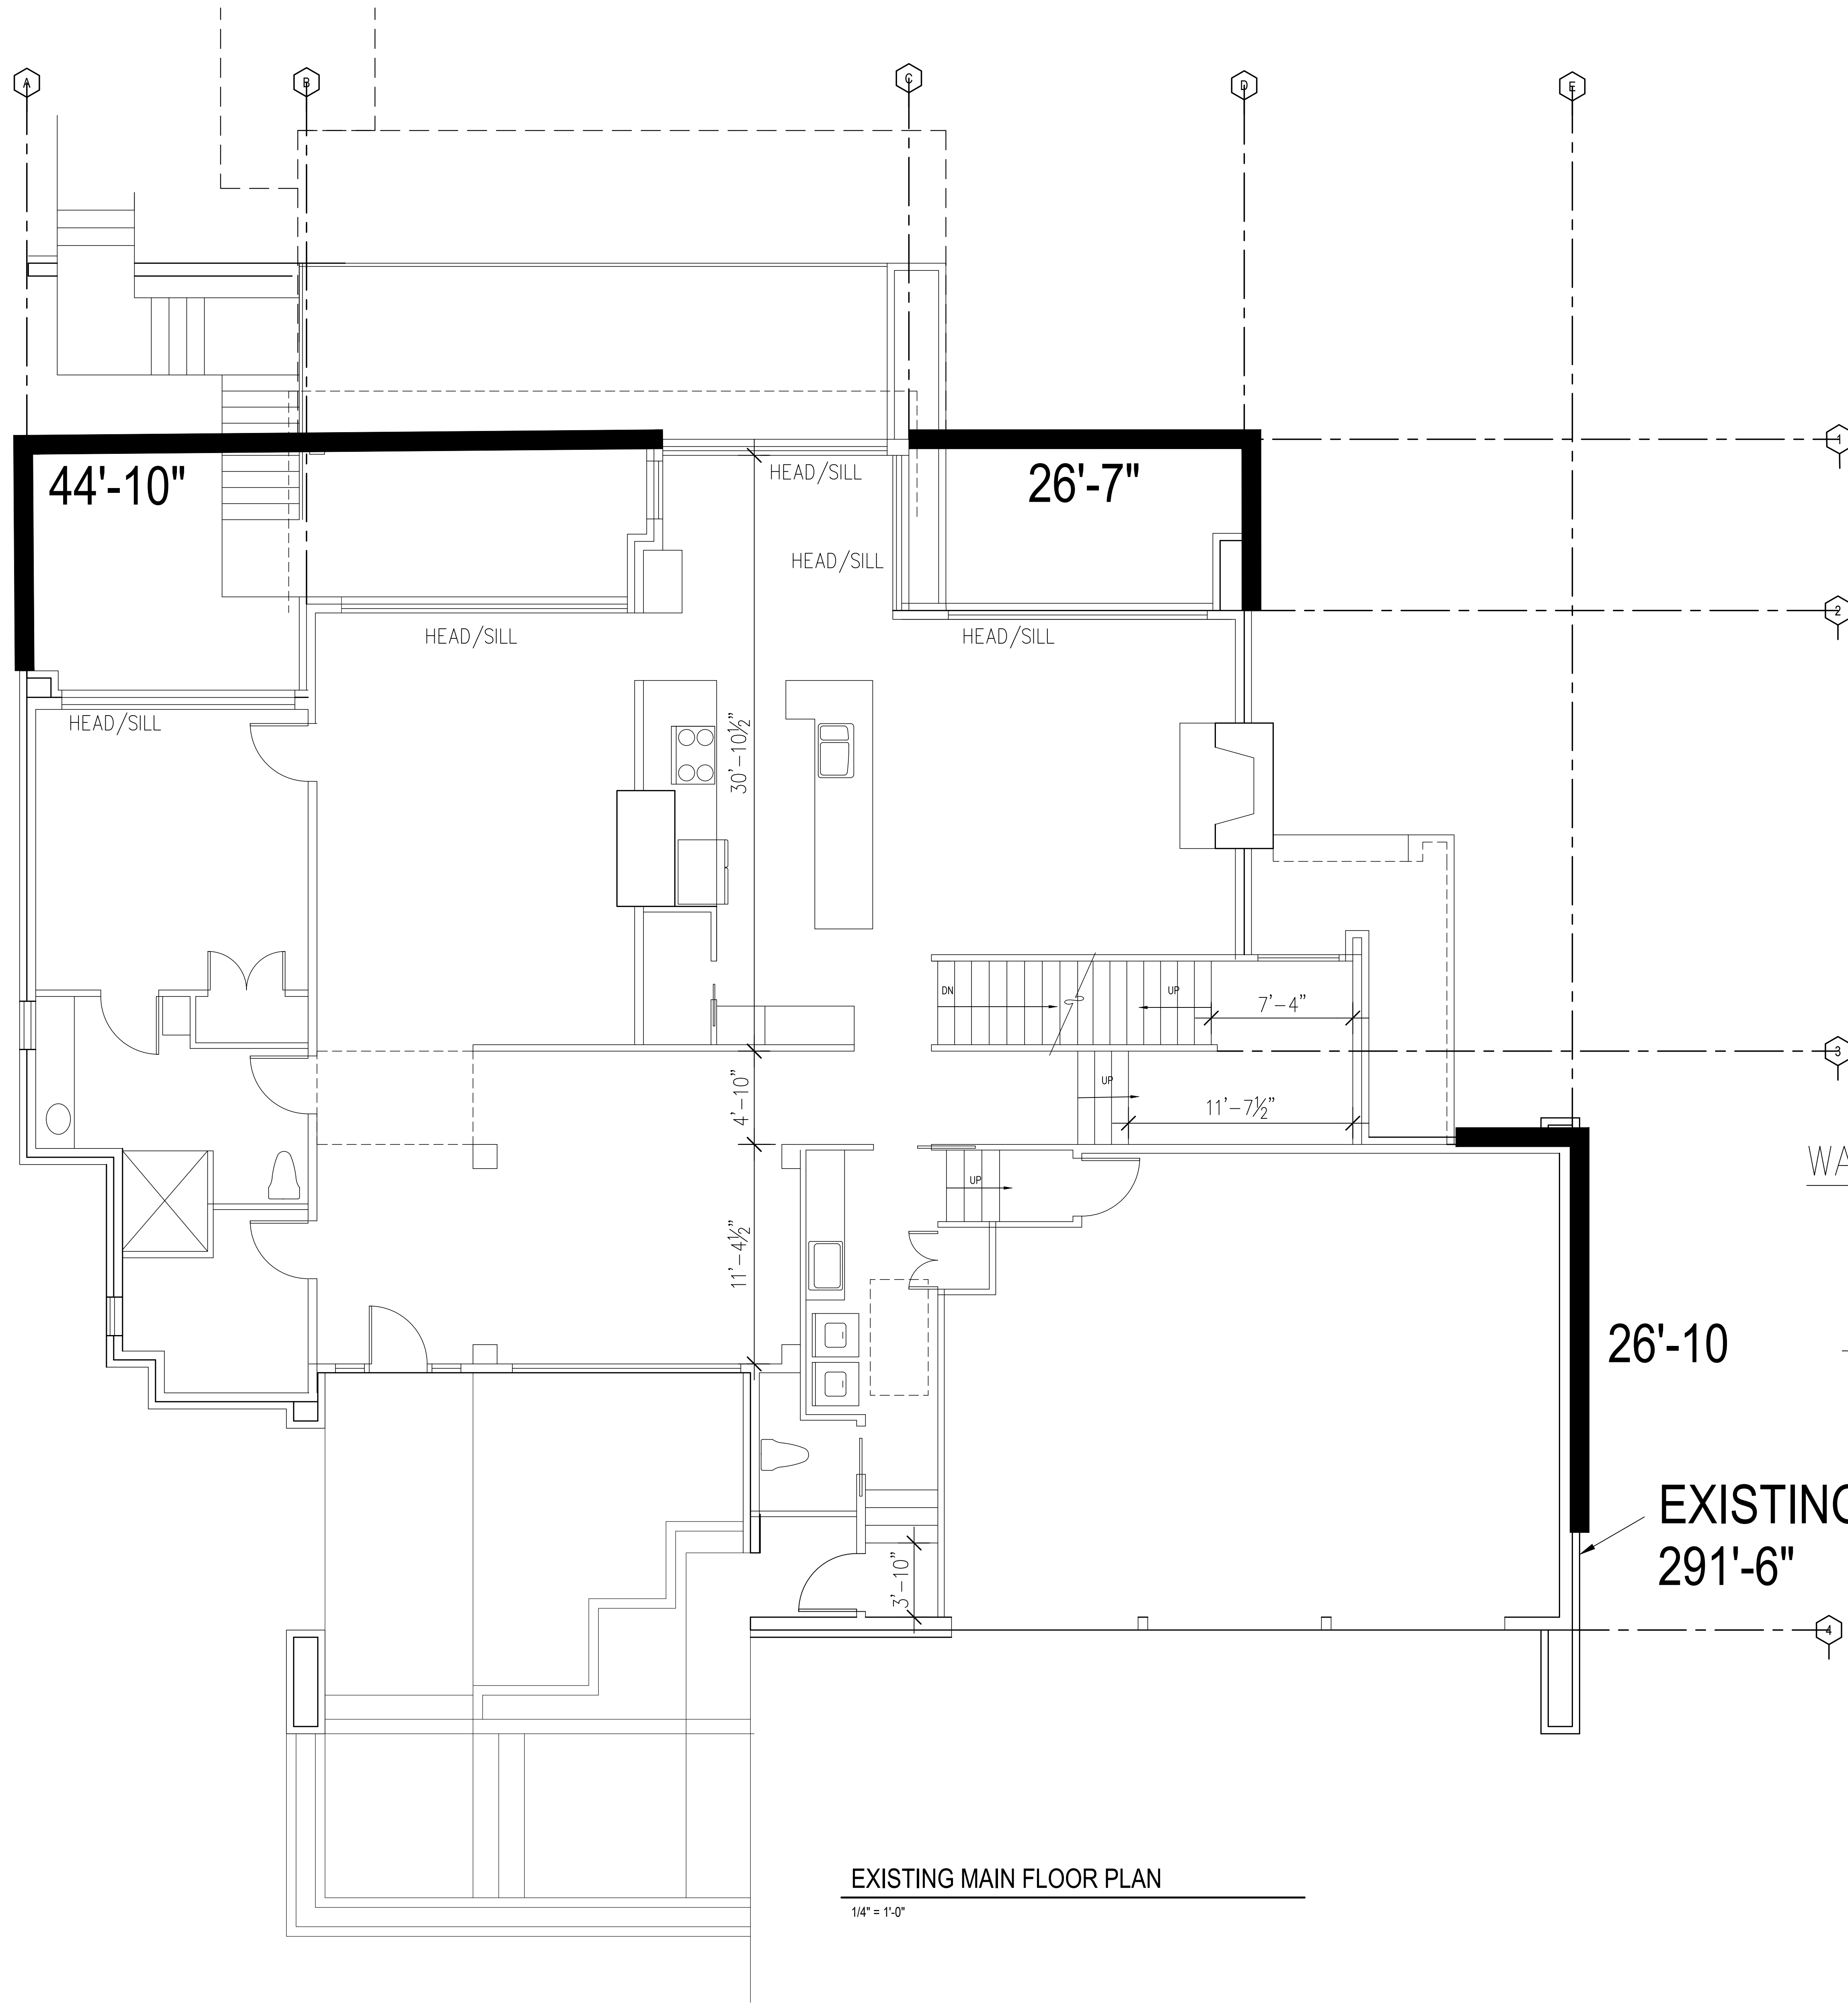 A
B
C
D
E
1
44'-10"
HEAD/SILL
26'-7"
HEAD/SILL
2
HEAD/SILL
HEAD/SILL
HEAD/SILL
30'-10½"
DN
UP
7'-4"
3
UP
4'-10"
11'-7½"
WA
UP
11'-4½"
26'-10
EXISTING
291'-6"
3'-10"
4
EXISTING MAIN FLOOR PLAN
1/4" = 1'-0"